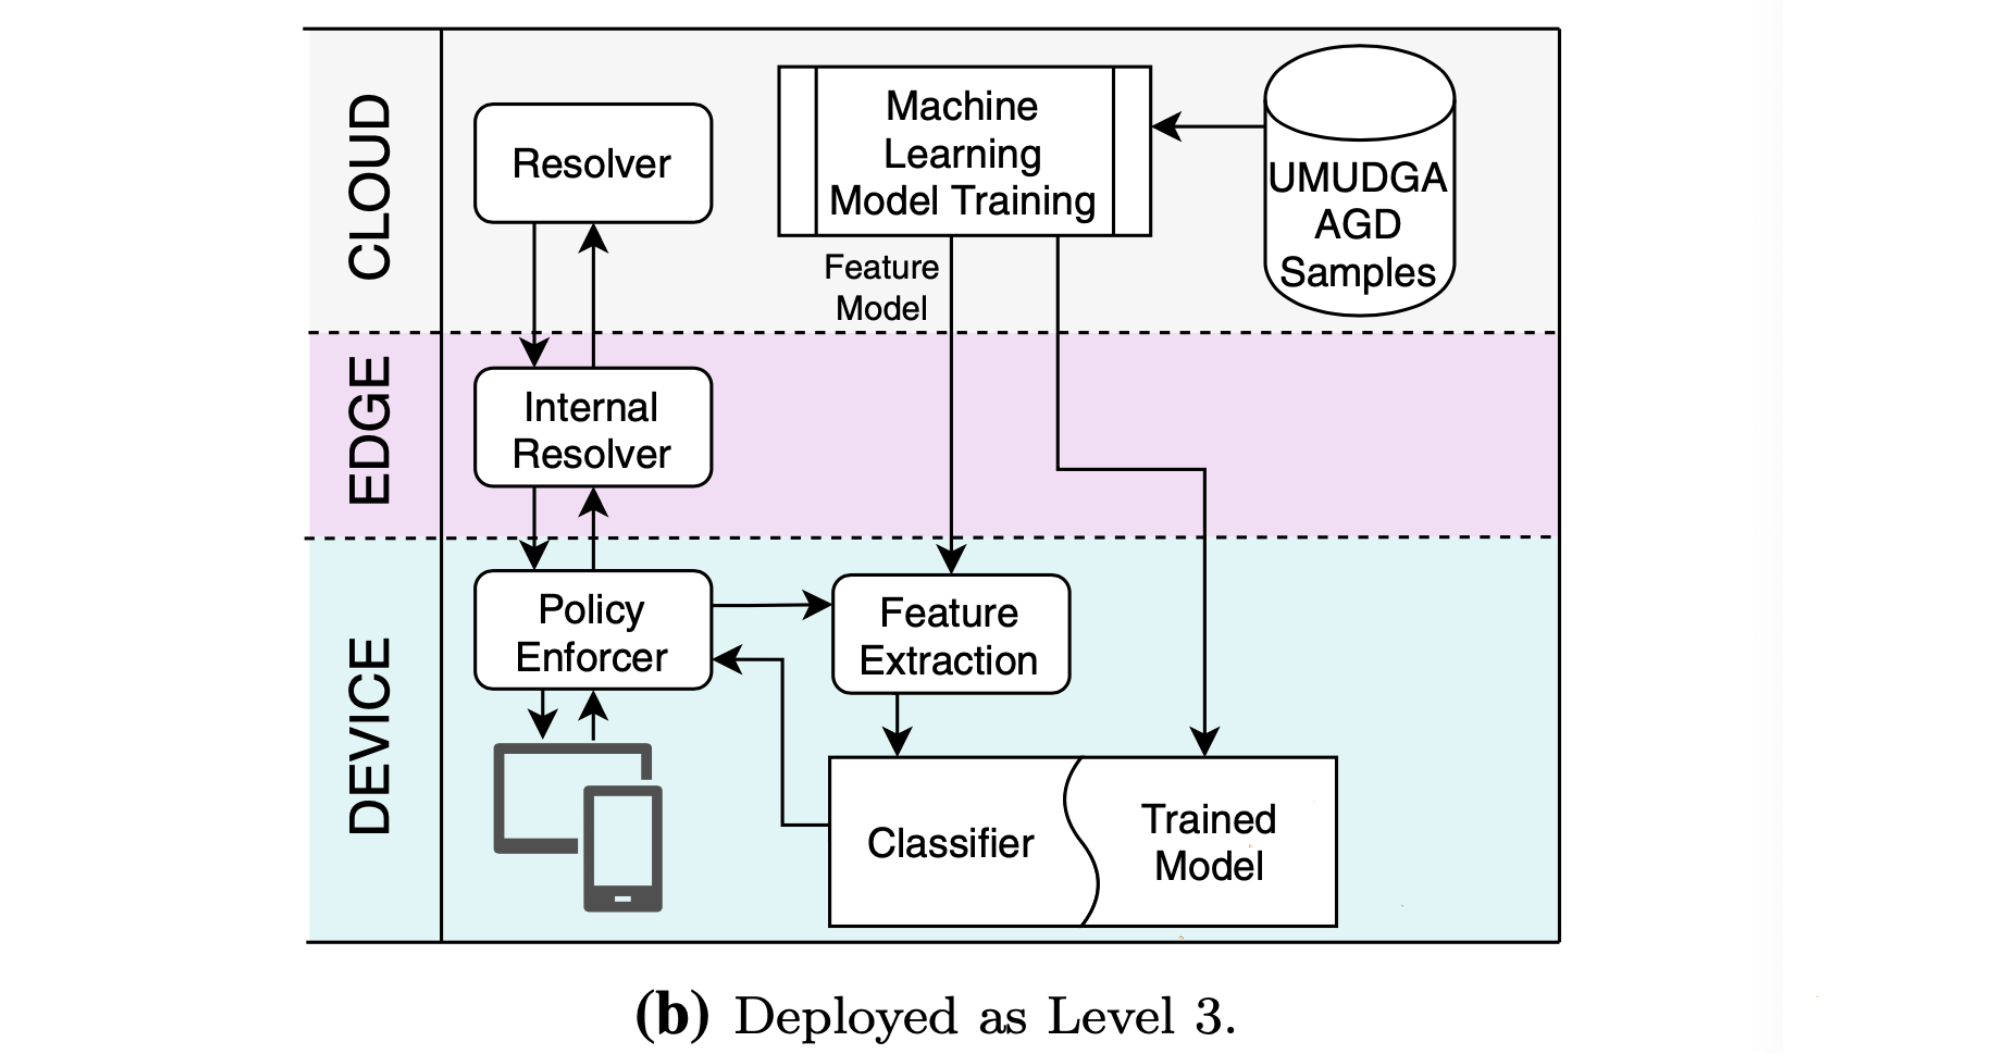 CLOUD
Resolver
Machine
Learning
Model Training
UMUDGA
AGD
Samples
Feature
Model
EDGE
Internal
Resolver
DEVICE
Policy
Enforcer
Feature
Extraction
Classifier
Trained
Model
(b) Deployed as Level 3.